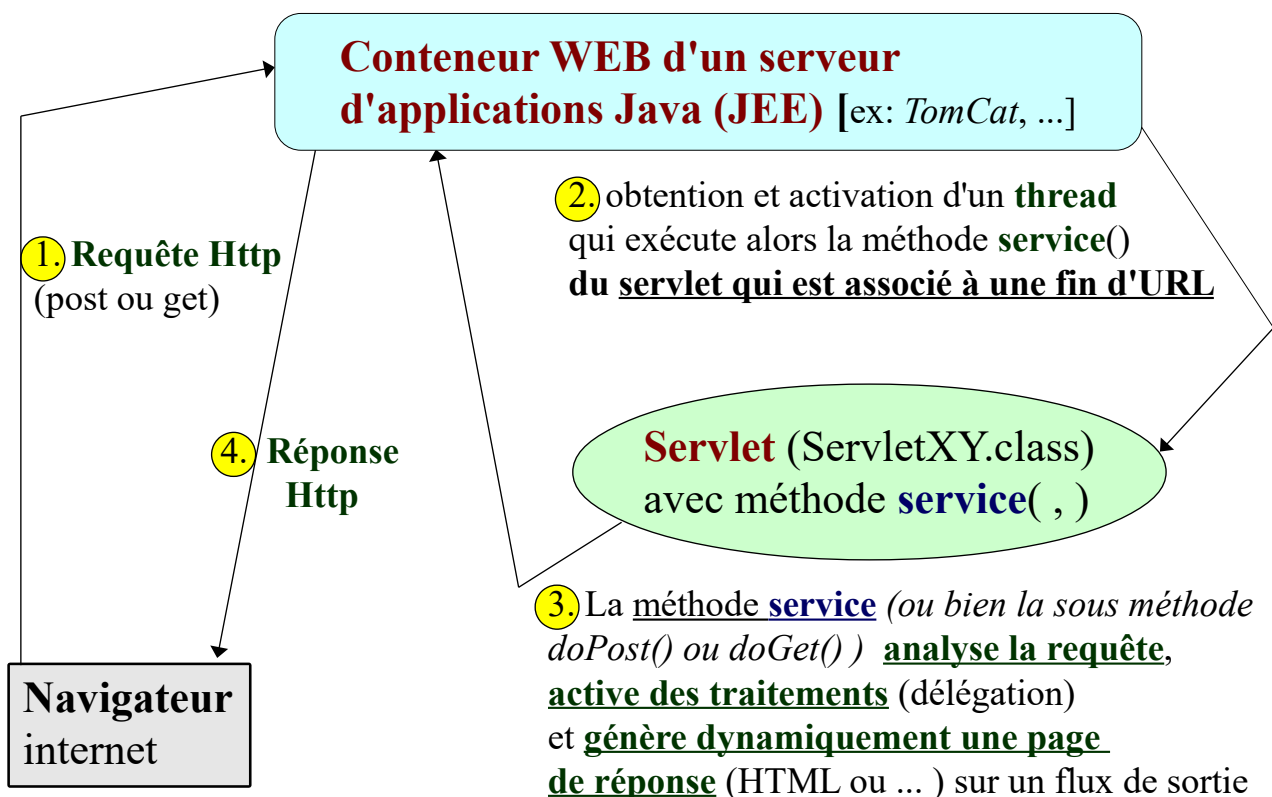 Conteneur WEB d'un serveur
d'applications Java (JEE) [ex: TomCat, ...]
1. Requête Http
(post ou get)
2. obtention et activation d'un thread
qui exécute alors la méthode service()
du servlet qui est associé à une fin d'URL
Servlet (ServletXY.class)
avec méthode service( , )
3. La méthode service (ou bien la sous méthode
doPost() ou doGet() ) analyse la requête,
active des traitements (délégation)
et génère dynamiquement une page
de réponse (HTML ou ... ) sur un flux de sortie
4. Réponse
Http
Navigateur
internet